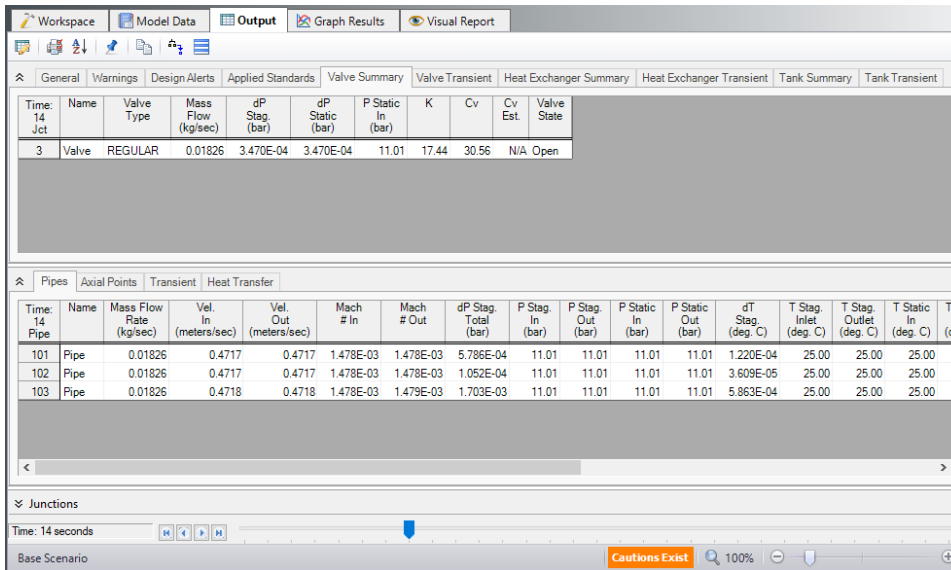 Workspace Model Data Output Graph Results Visual Report
General Warnings Design Alerts Applied Standards Valve Summary Valve Transient Heat Exchanger Summary Heat Exchanger Transient Tank Summary Tank Transient
Time: Name Valve Mass dP dP P Static K Cv Cv Valve
14 Type Flow Stag. Static In Est. State
Jct (kg/sec) (bar) (bar) (bar)
3 Valve REGULAR 0.01826 3.470E-04 3.470E-04 11.01 17.44 30.56 N/A Open
Pipes Axial Points Transient Heat Transfer
Time: Name Mass Flow Vel. Vel. Mach Mach dP Stag. P Stag. P Stag. P Static P Static dT T Stag. T Stag. T Static T
14 Rate In Out # In # Out Total In Out In Out Stag. Inlet Outlet In
Pipe (kg/sec) (meters/sec) (meters/sec) (bar) (bar) (bar) (bar) (bar) (deg. C) (deg. C) (deg. C) (deg. C) (
101 Pipe 0.01826 0.4717 0.4717 1.478E-03 1.478E-03 5.786E-04 11.01 11.01 11.01 11.01 1.220E-04 25.00 25.00 25.00
102 Pipe 0.01826 0.4717 0.4717 1.478E-03 1.478E-03 1.052E-04 11.01 11.01 11.01 11.01 3.609E-05 25.00 25.00 25.00
103 Pipe 0.01826 0.4718 0.4718 1.478E-03 1.479E-03 1.703E-03 11.01 11.01 11.01 11.01 5.863E-04 25.00 25.00 25.00
Junctions
Time: 14 seconds
Base Scenario Cautions Exist 100%